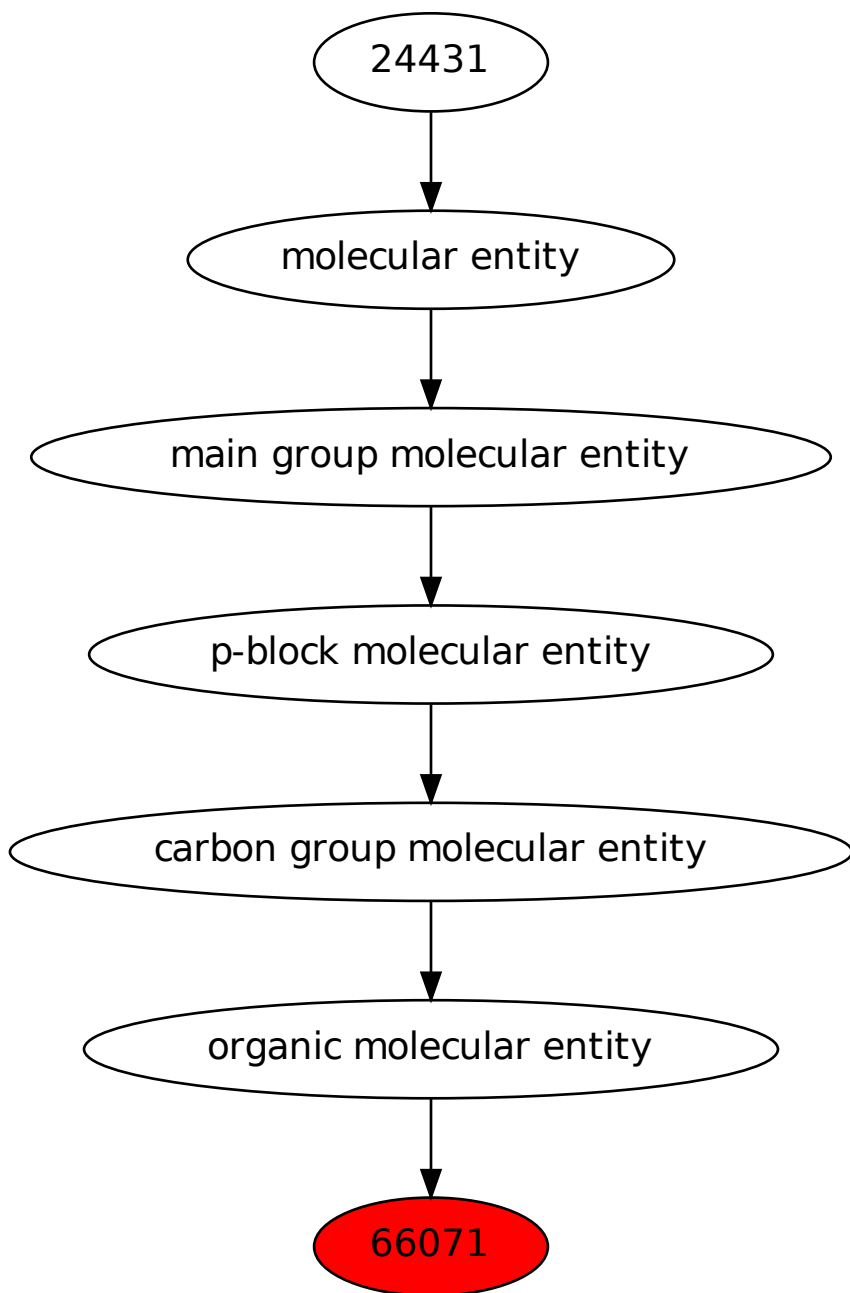 24431
molecular entity
main group molecular entity
p-block molecular entity
carbon group molecular entity
organic molecular entity
66071